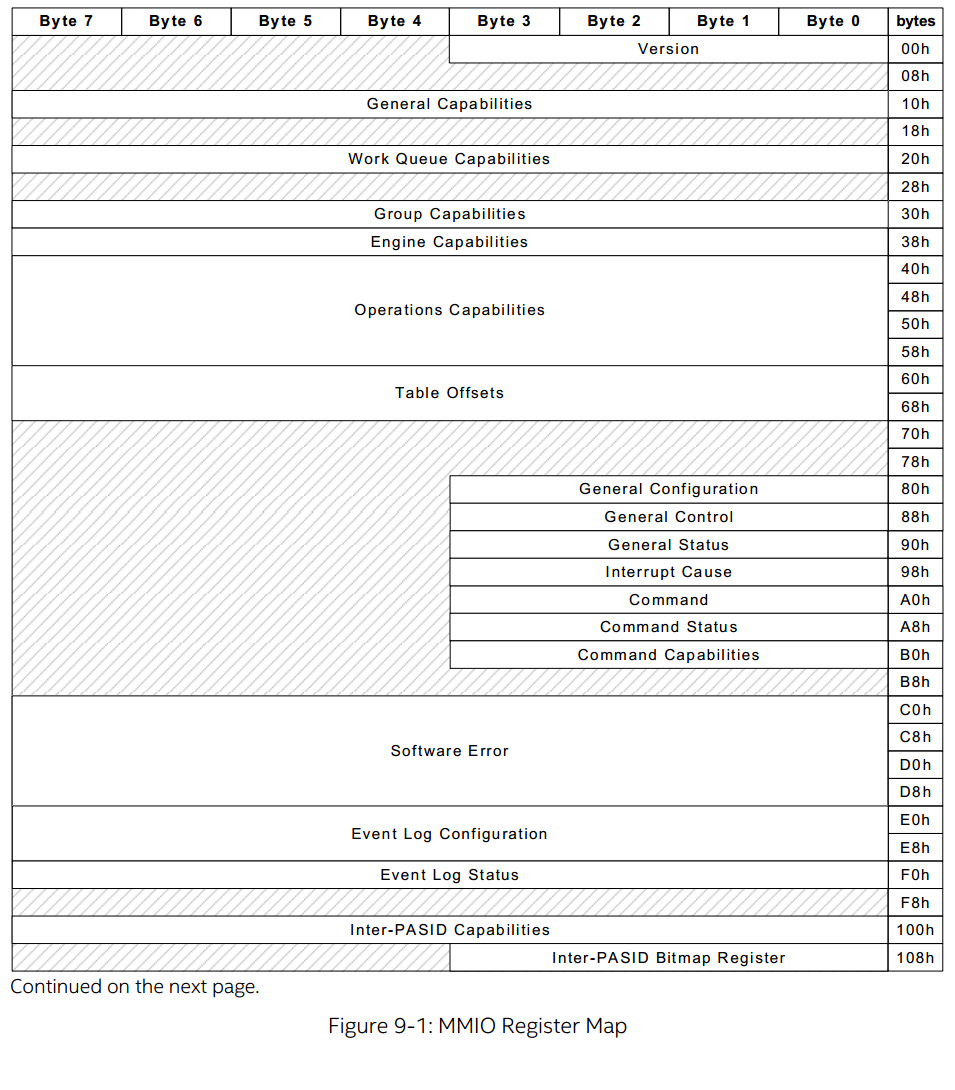 Byte 7 Byte 6 Byte 5 Byte 4 Byte 3 Byte 2 Byte 1 Byte 0 bytes
Version 00h
08h
General Capabilities 10h
18h
Work Queue Capabilities 20h
28h
Group Capabilities 30h
Engine Capabilities 38h
40h
48h
Operations Capabilities
50h
58h
60h
Table Offsets
68h
70h
78h
General Configuration 80h
General Control 88h
General Status 90h
Interrupt Cause 98h
Command A0h
Command Status A8h
Command Capabilities B0h
B8h
C0h
C8h
Software Error
D0h
D8h
E0h
Event Log Configuration
E8h
Event Log Status F0h
F8h
Inter-PASID Capabilities 100h
Inter-PASID Bitmap Register 108h
Continued on the next page.
Figure 9-1: MMIO Register Map